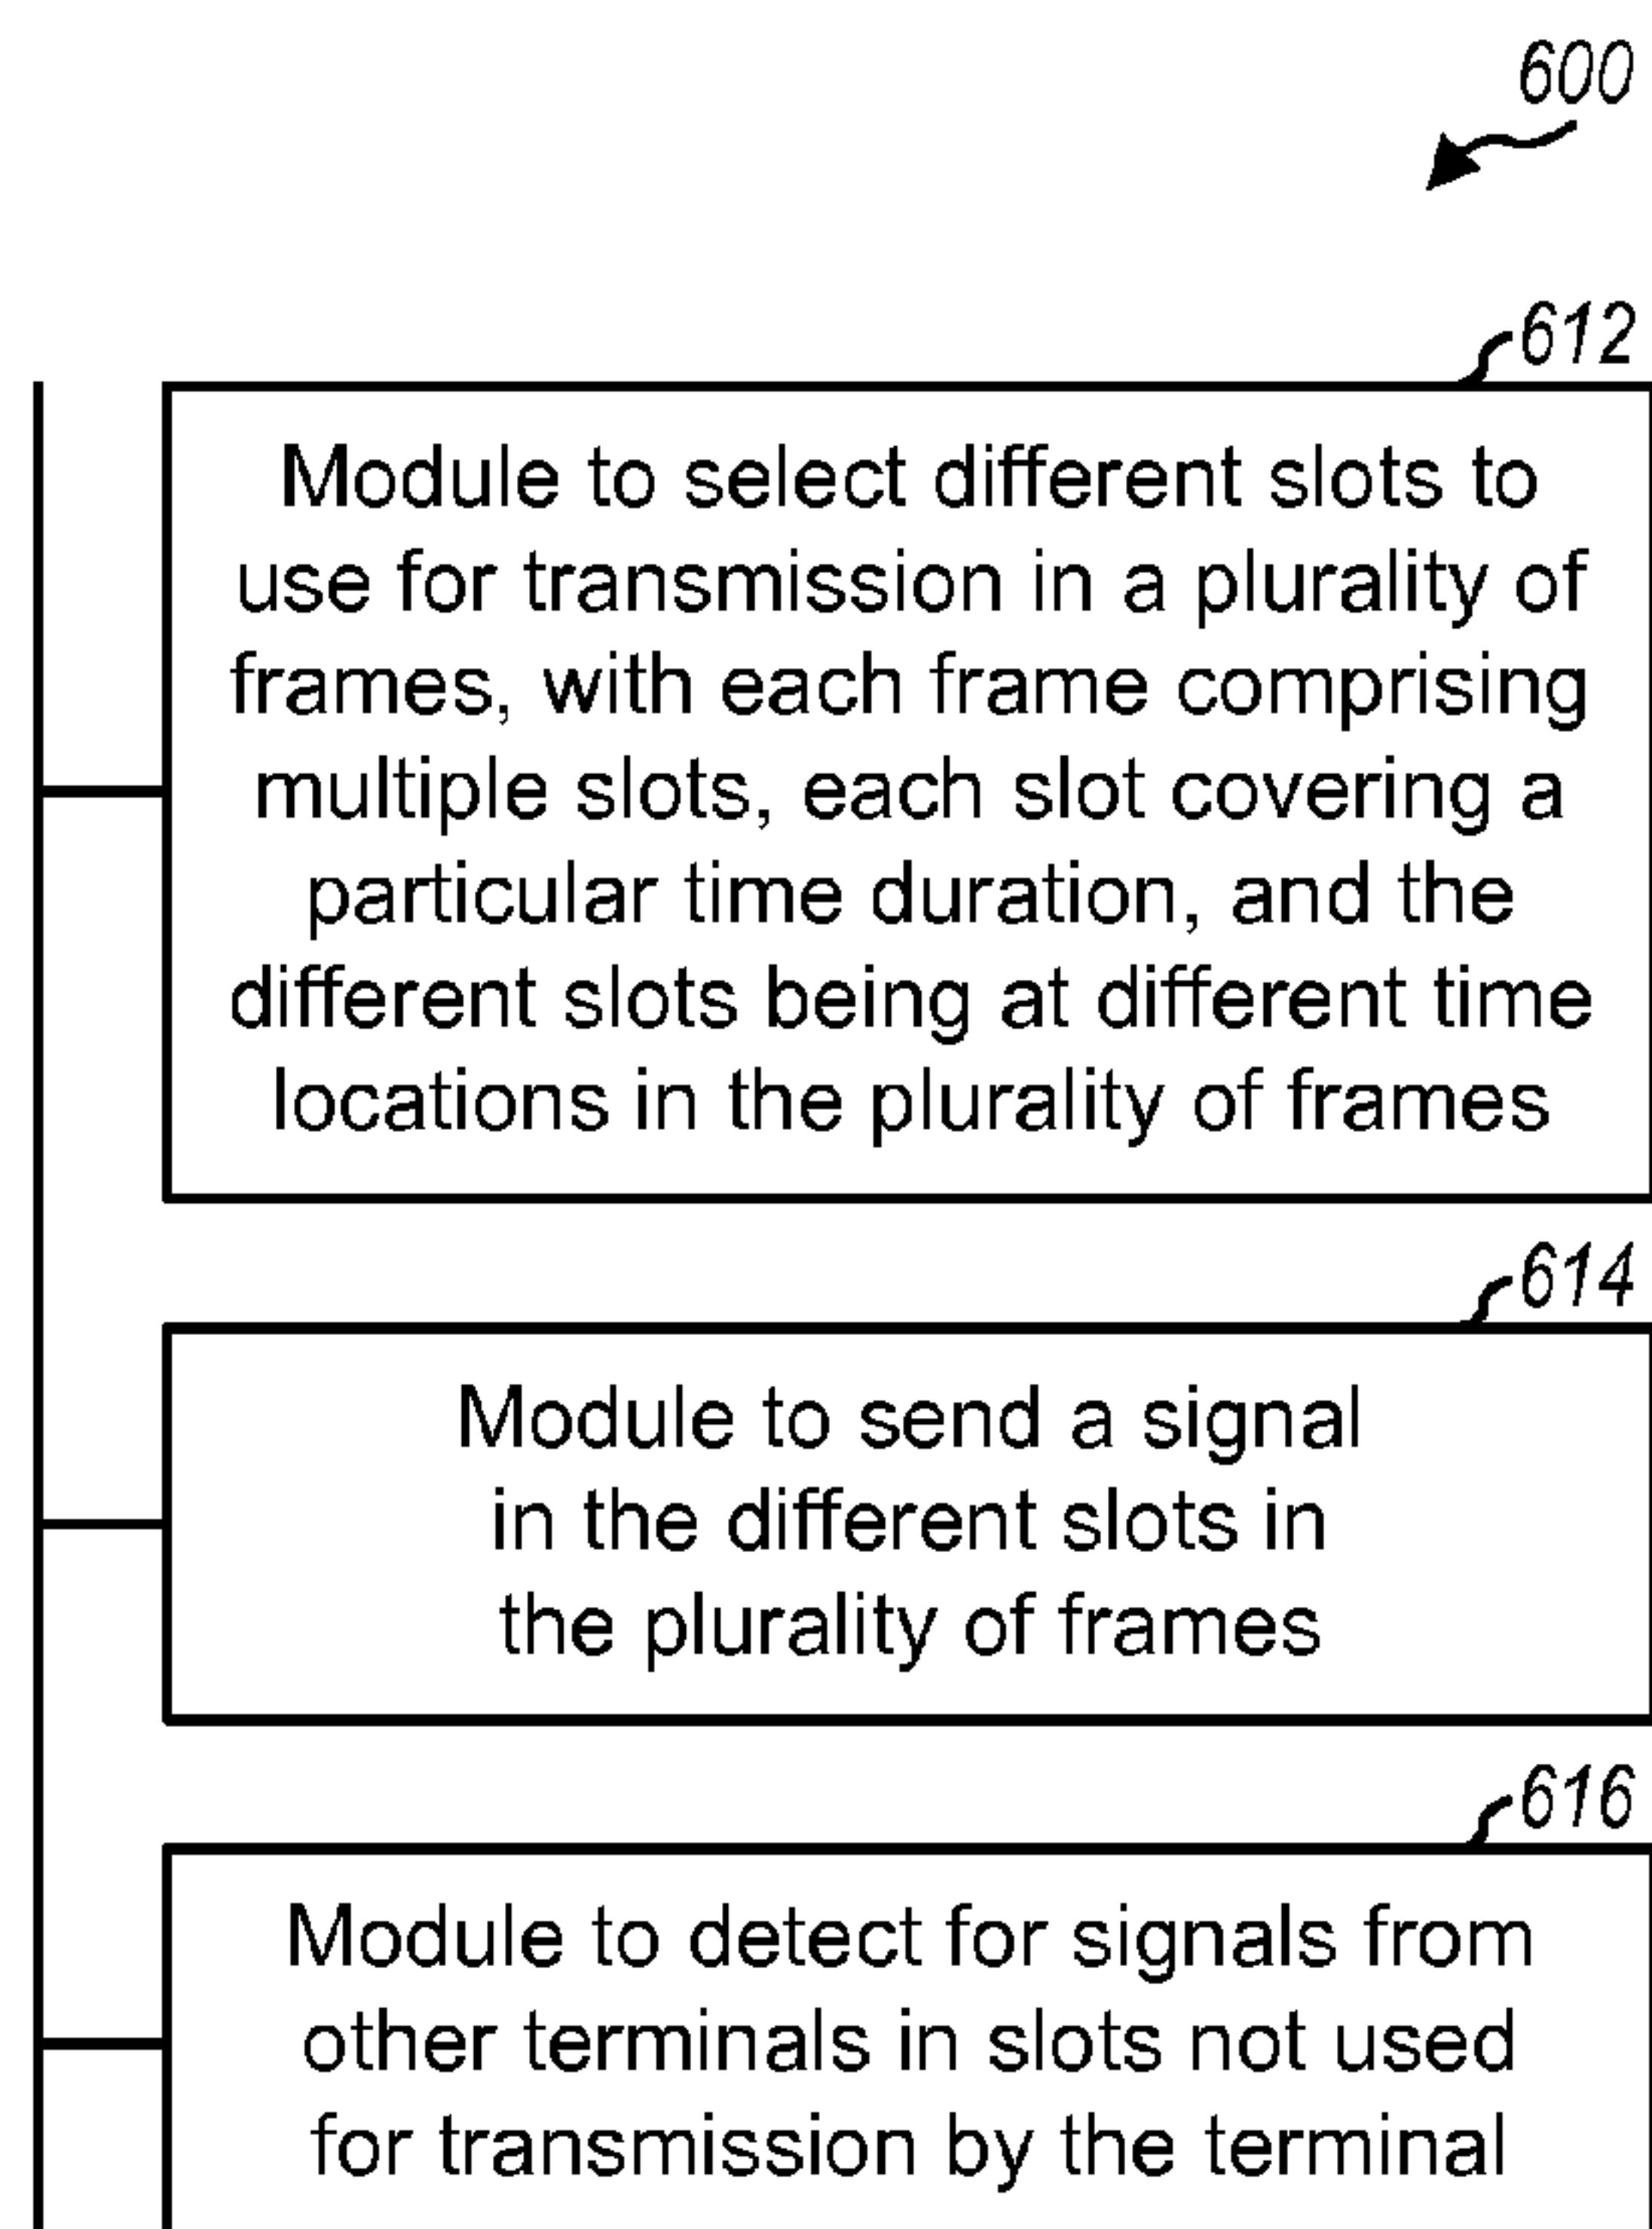 600
612
Module to select different slots to
use for transmission in a plurality of
frames, with each frame comprising
multiple slots, each slot covering a
particular time duration, and the
different slots being at different time
locations in the plurality of frames
614
Module to send a signal
in the different slots in
the plurality of frames
616
Module to detect for signals from
other terminals in slots not used
for transmission by the terminal